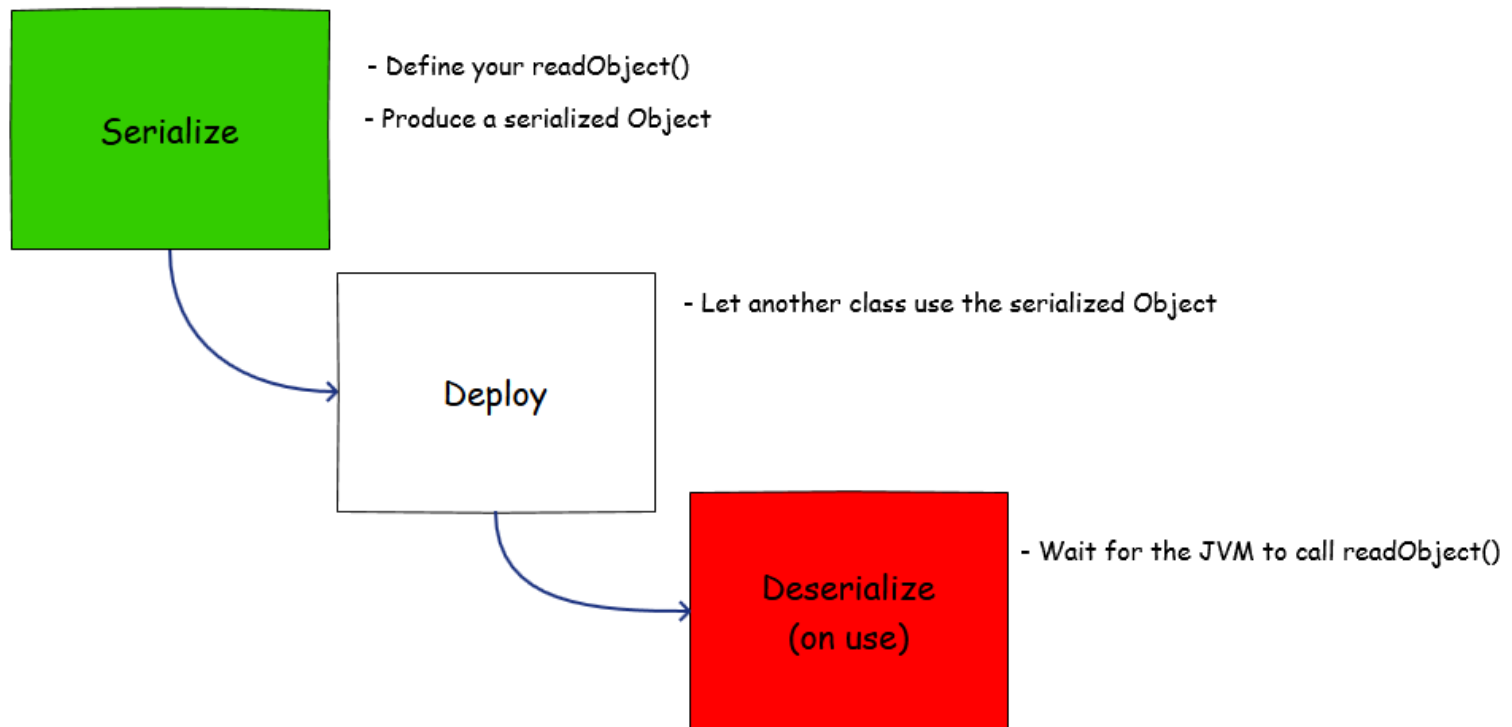 Serialize
- Define your readObject()
- Produce a serialized Object
Deploy
- Let another class use the serialized Object
Deserialize
(on use)
- Wait for the JVM to call readObject()